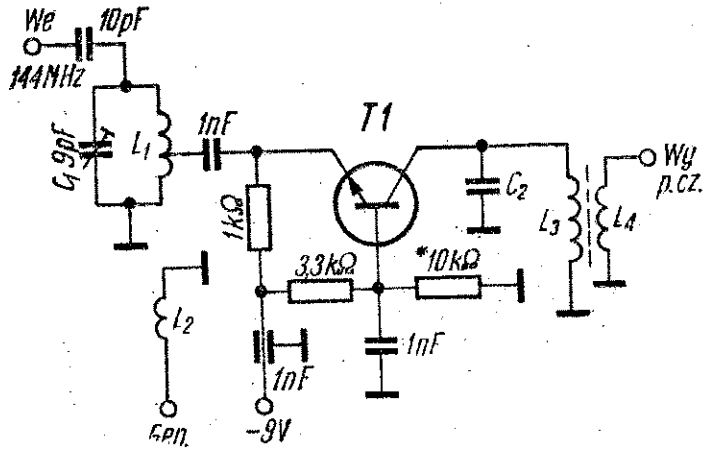 We
10pF
144MHz
C₁ 9pF
L₁
1nF
T1
1kΩ
3,3kΩ
*10kΩ
C₂
L₃
L₄
Wy
p.cz.
L₂
1nF
1nF
Gen.
-9V